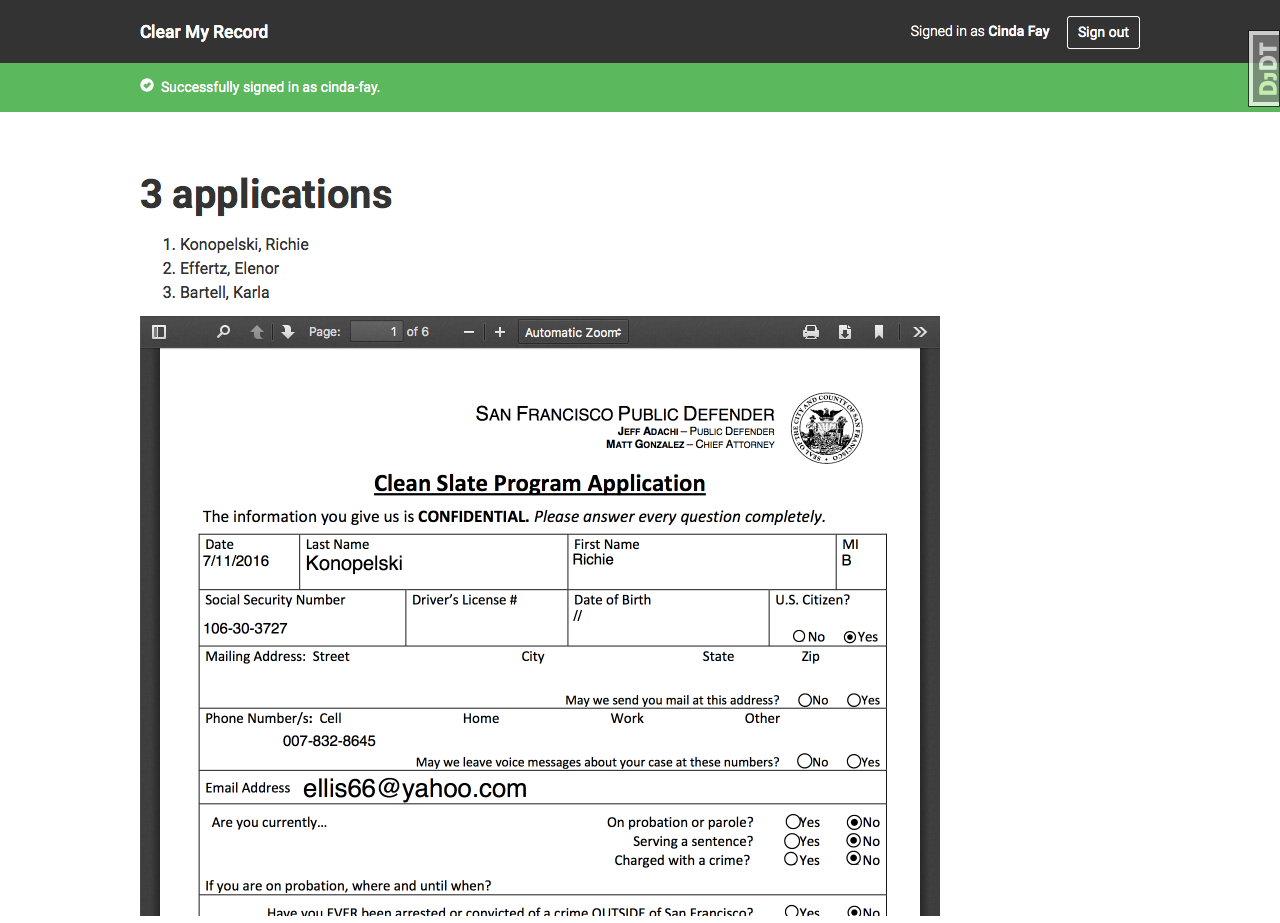 Clear My Record
Signed in as Cinda Fay Sign out
DJDT
Successfully signed in as cinda-fay.
3 applications
1. Konopelski, Richie
2. Effertz, Elenor
3. Bartell, Karla
Page: 1 of 6 Automatic Zoom
SAN FRANCISCO PUBLIC DEFENDER
JEFF ADACHI – PUBLIC DEFENDER
MATT GONZALEZ – CHIEF ATTORNEY
SEAL OF THE CITY AND COUNTY OF SAN FRANCISCO
Clean Slate Program Application
The information you give us is CONFIDENTIAL. Please answer every question completely.
Date Last Name First Name MI
7/11/2016 Konopelski Richie B
Social Security Number Driver's License # Date of Birth U.S. Citizen?
//
106-30-3727 No Yes
Mailing Address: Street City State Zip
May we send you mail at this address? No Yes
Phone Number/s: Cell Home Work Other
007-832-8645
May we leave voice messages about your case at these numbers? No Yes
Email Address ellis66@yahoo.com
Are you currently... On probation or parole? Yes No
Serving a sentence? Yes No
Charged with a crime? Yes No
If you are on probation, where and until when?
Have you EVER been arrested or convicted of a crime OUTSIDE of San Francisco? Yes No